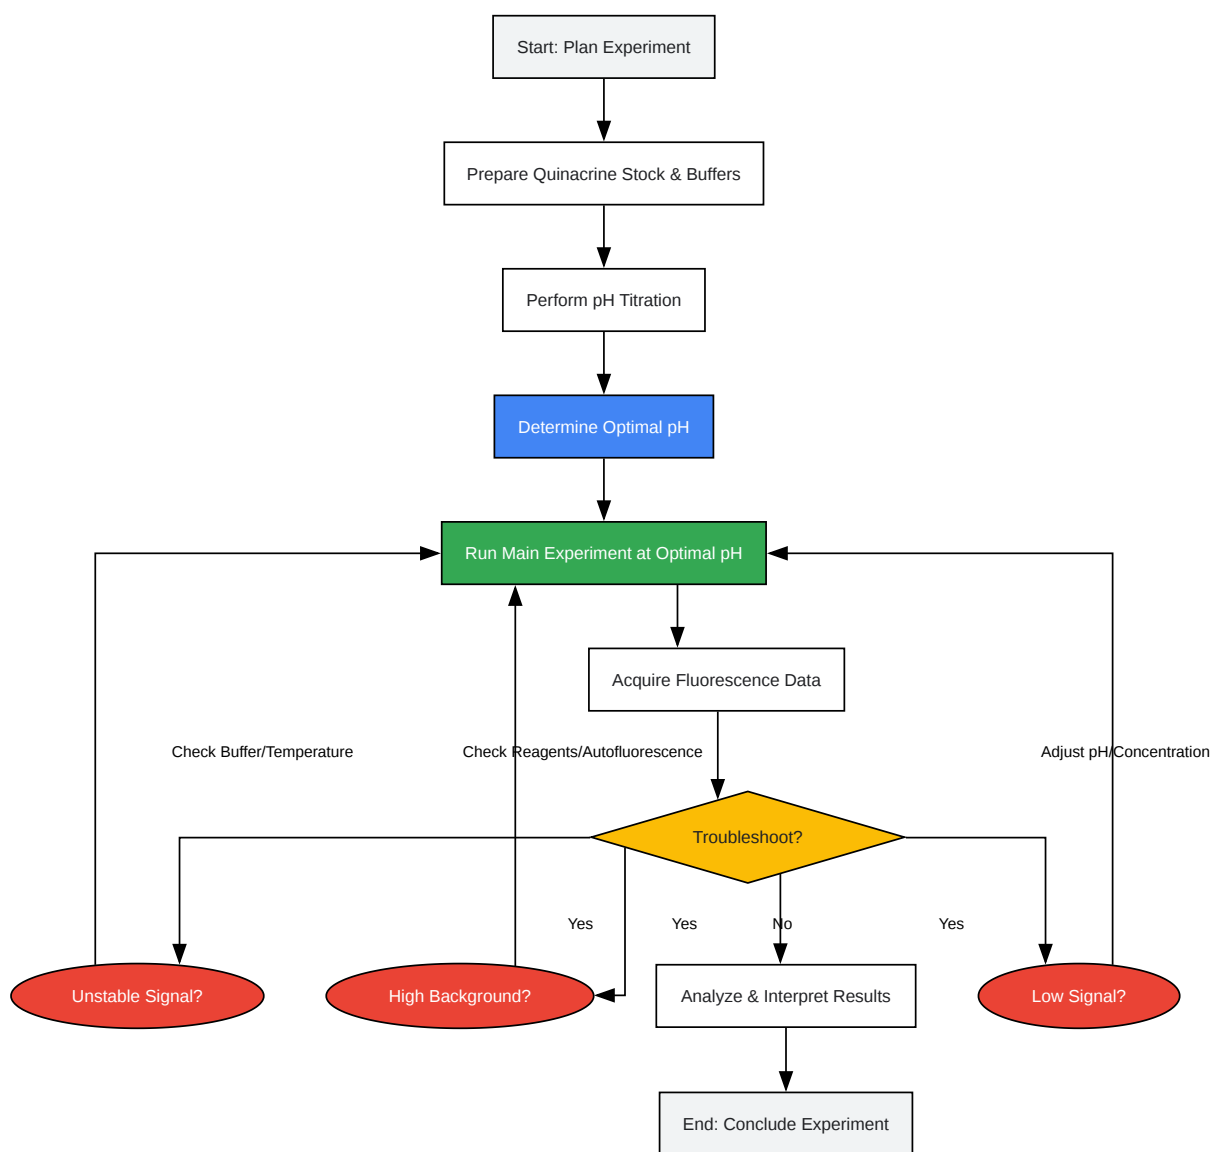 Start: Plan Experiment
Prepare Quinacrine Stock & Buffers
Perform pH Titration
Determine Optimal pH
Run Main Experiment at Optimal pH
Acquire Fluorescence Data
Check Buffer/Temperature
Check Reagents/Autofluorescence
Adjust pH/Concentration
Troubleshoot?
Yes
Yes
No
Yes
Unstable Signal?
High Background?
Analyze & Interpret Results
Low Signal?
End: Conclude Experiment